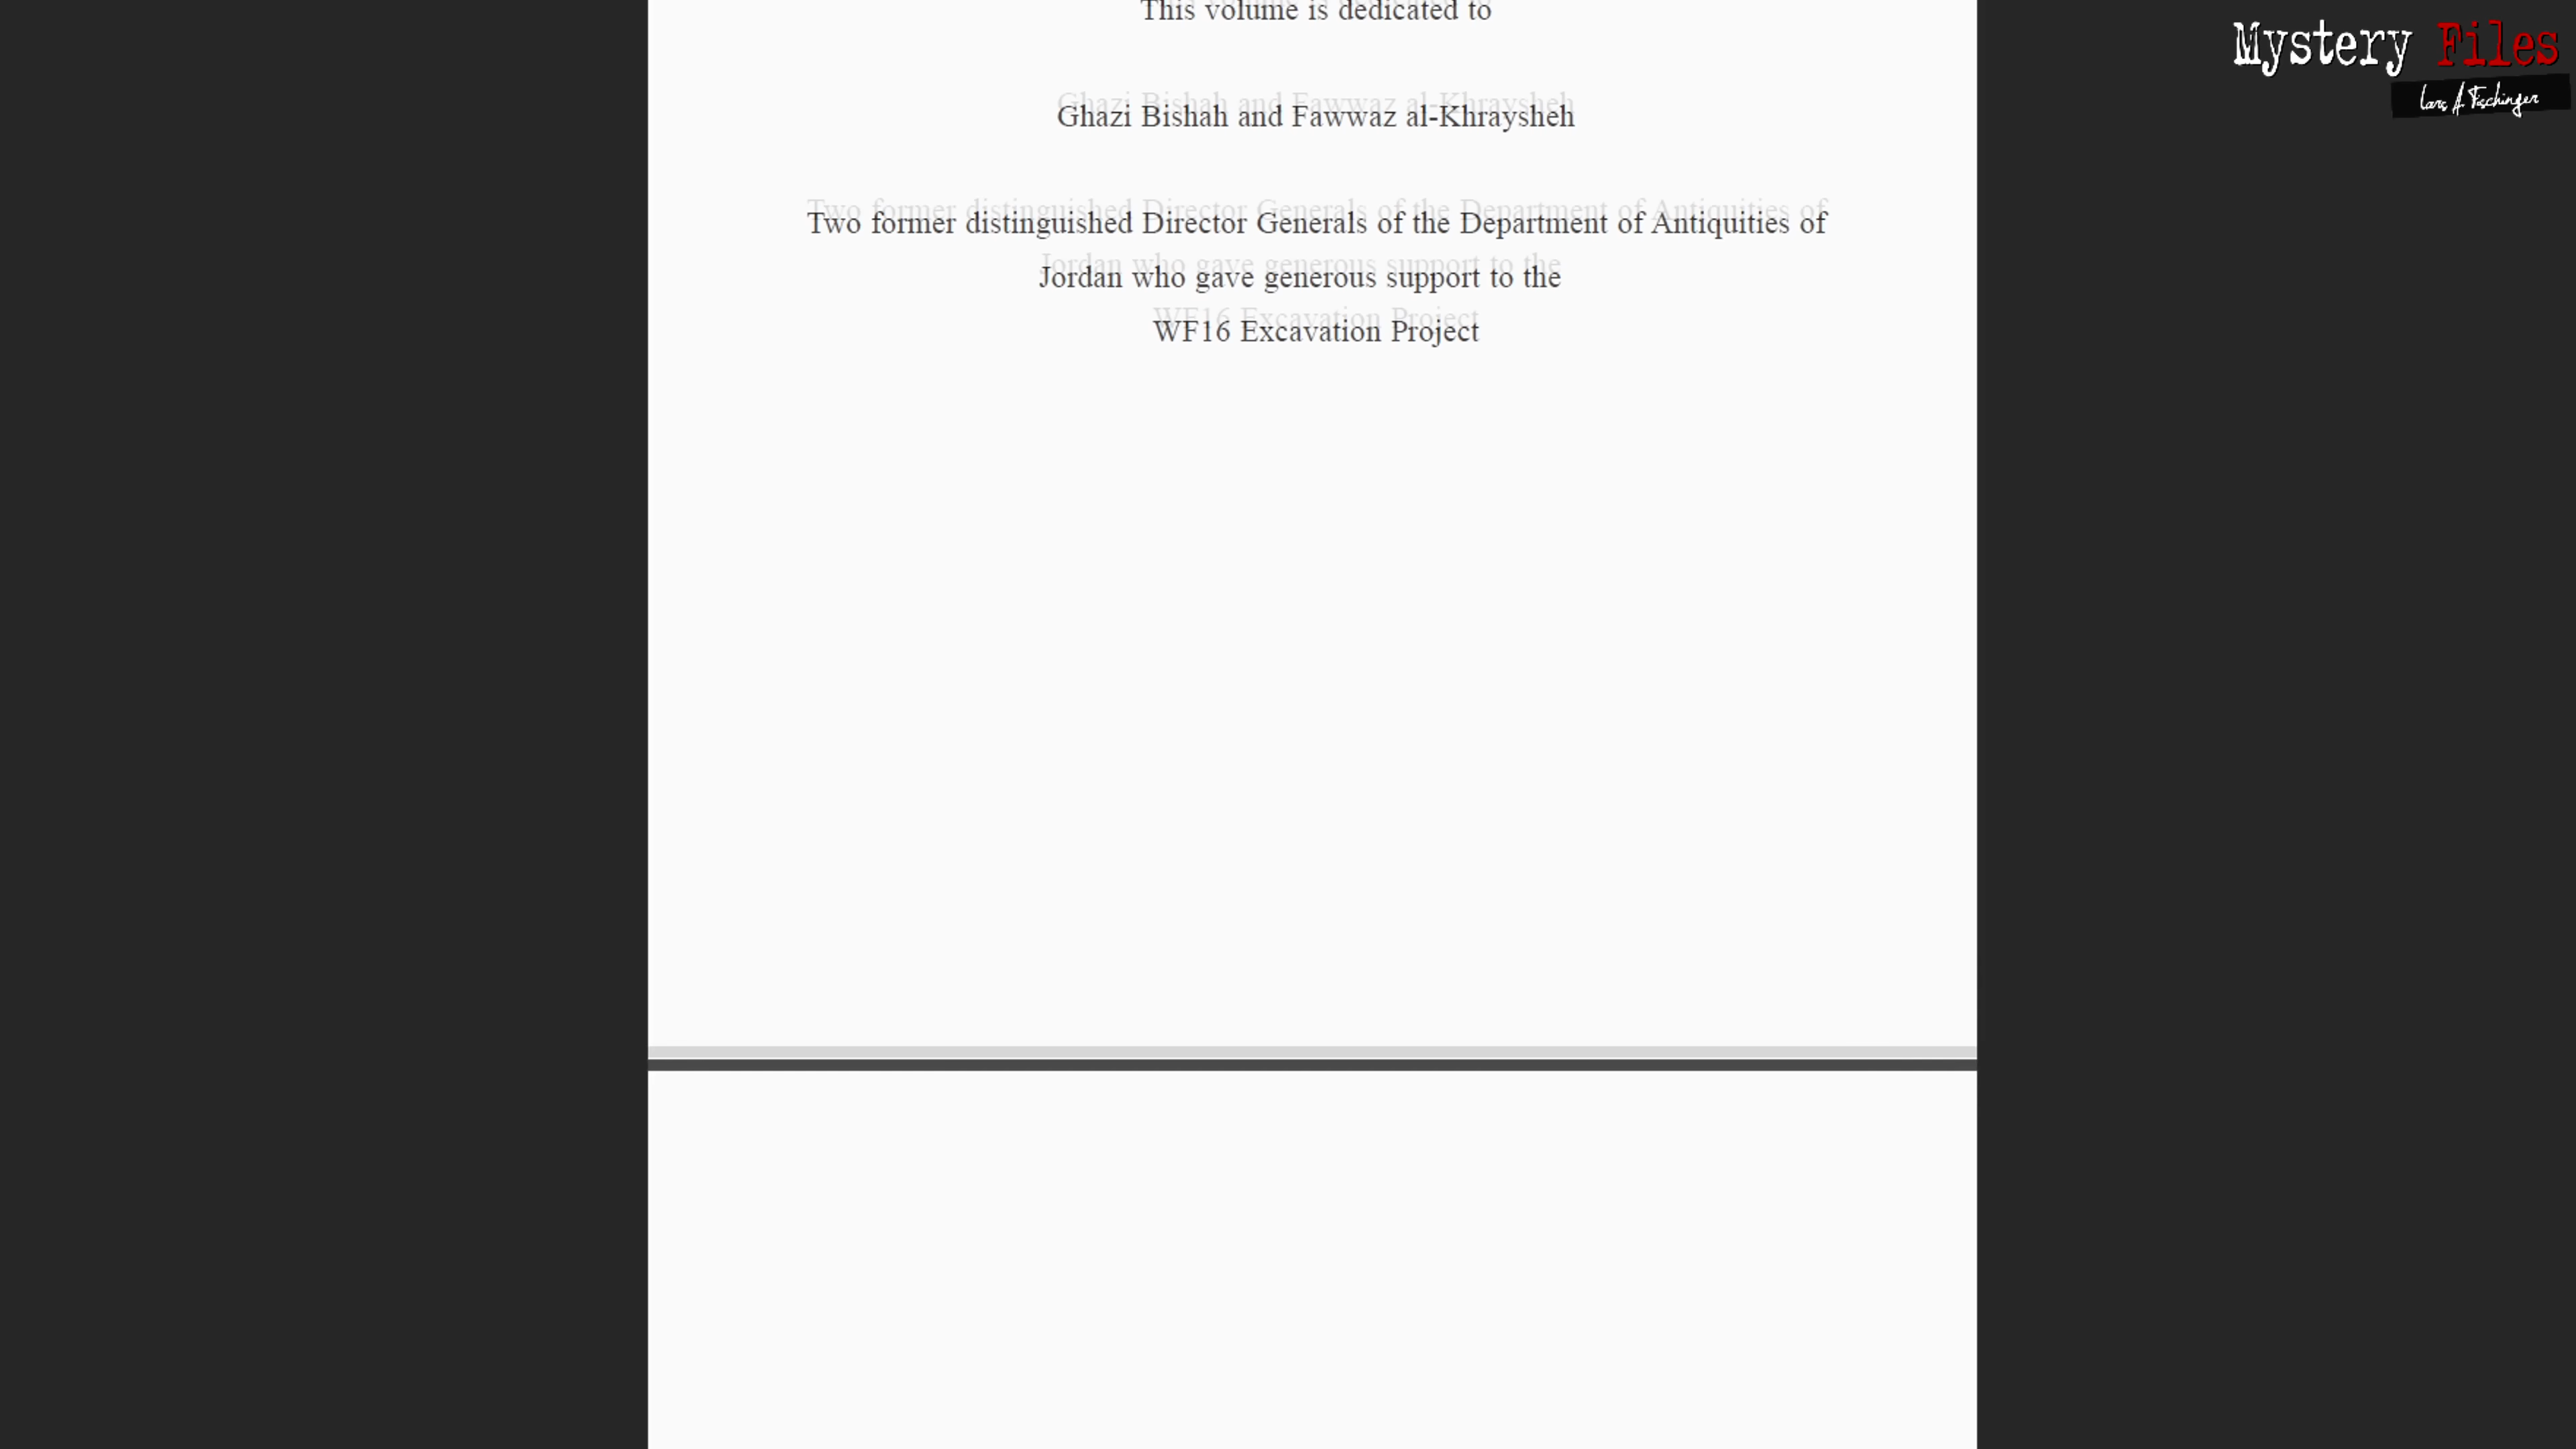 This volume is dedicated to
Mystery Files
Lars A. Fischinger
Ghazi Bishah and Fawwaz al-Khraysheh
Two former distinguished Director Generals of the Department of Antiquities of
Jordan who gave generous support to the
WF16 Excavation Project